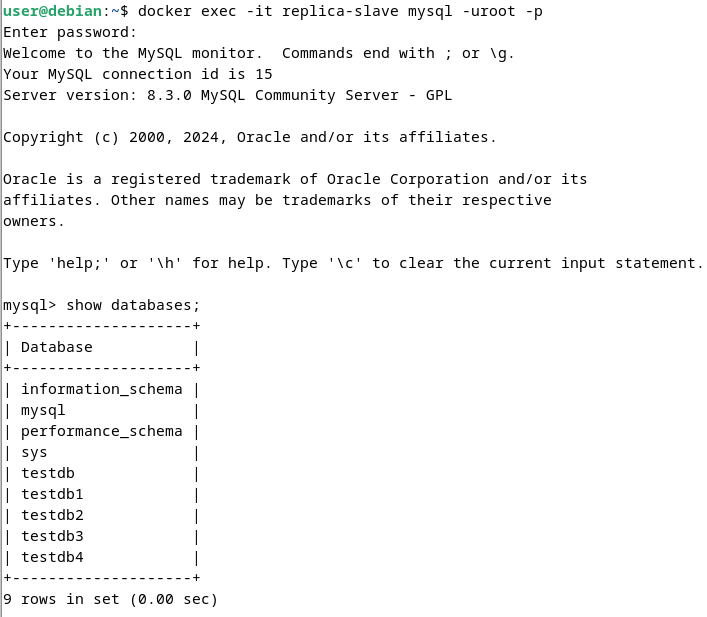 user@debian:~$ docker exec -it replica-slave mysql -uroot -p
Enter password:
Welcome to the MySQL monitor.  Commands end with ; or \g.
Your MySQL connection id is 15
Server version: 8.3.0 MySQL Community Server - GPL

Copyright (c) 2000, 2024, Oracle and/or its affiliates.

Oracle is a registered trademark of Oracle Corporation and/or its
affiliates. Other names may be trademarks of their respective
owners.

Type 'help;' or '\h' for help. Type '\c' to clear the current input statement.

mysql> show databases;
+--------------------+
| Database           |
+--------------------+
| information_schema |
| mysql              |
| performance_schema |
| sys                |
| testdb             |
| testdb1            |
| testdb2            |
| testdb3            |
| testdb4            |
+--------------------+
9 rows in set (0.00 sec)